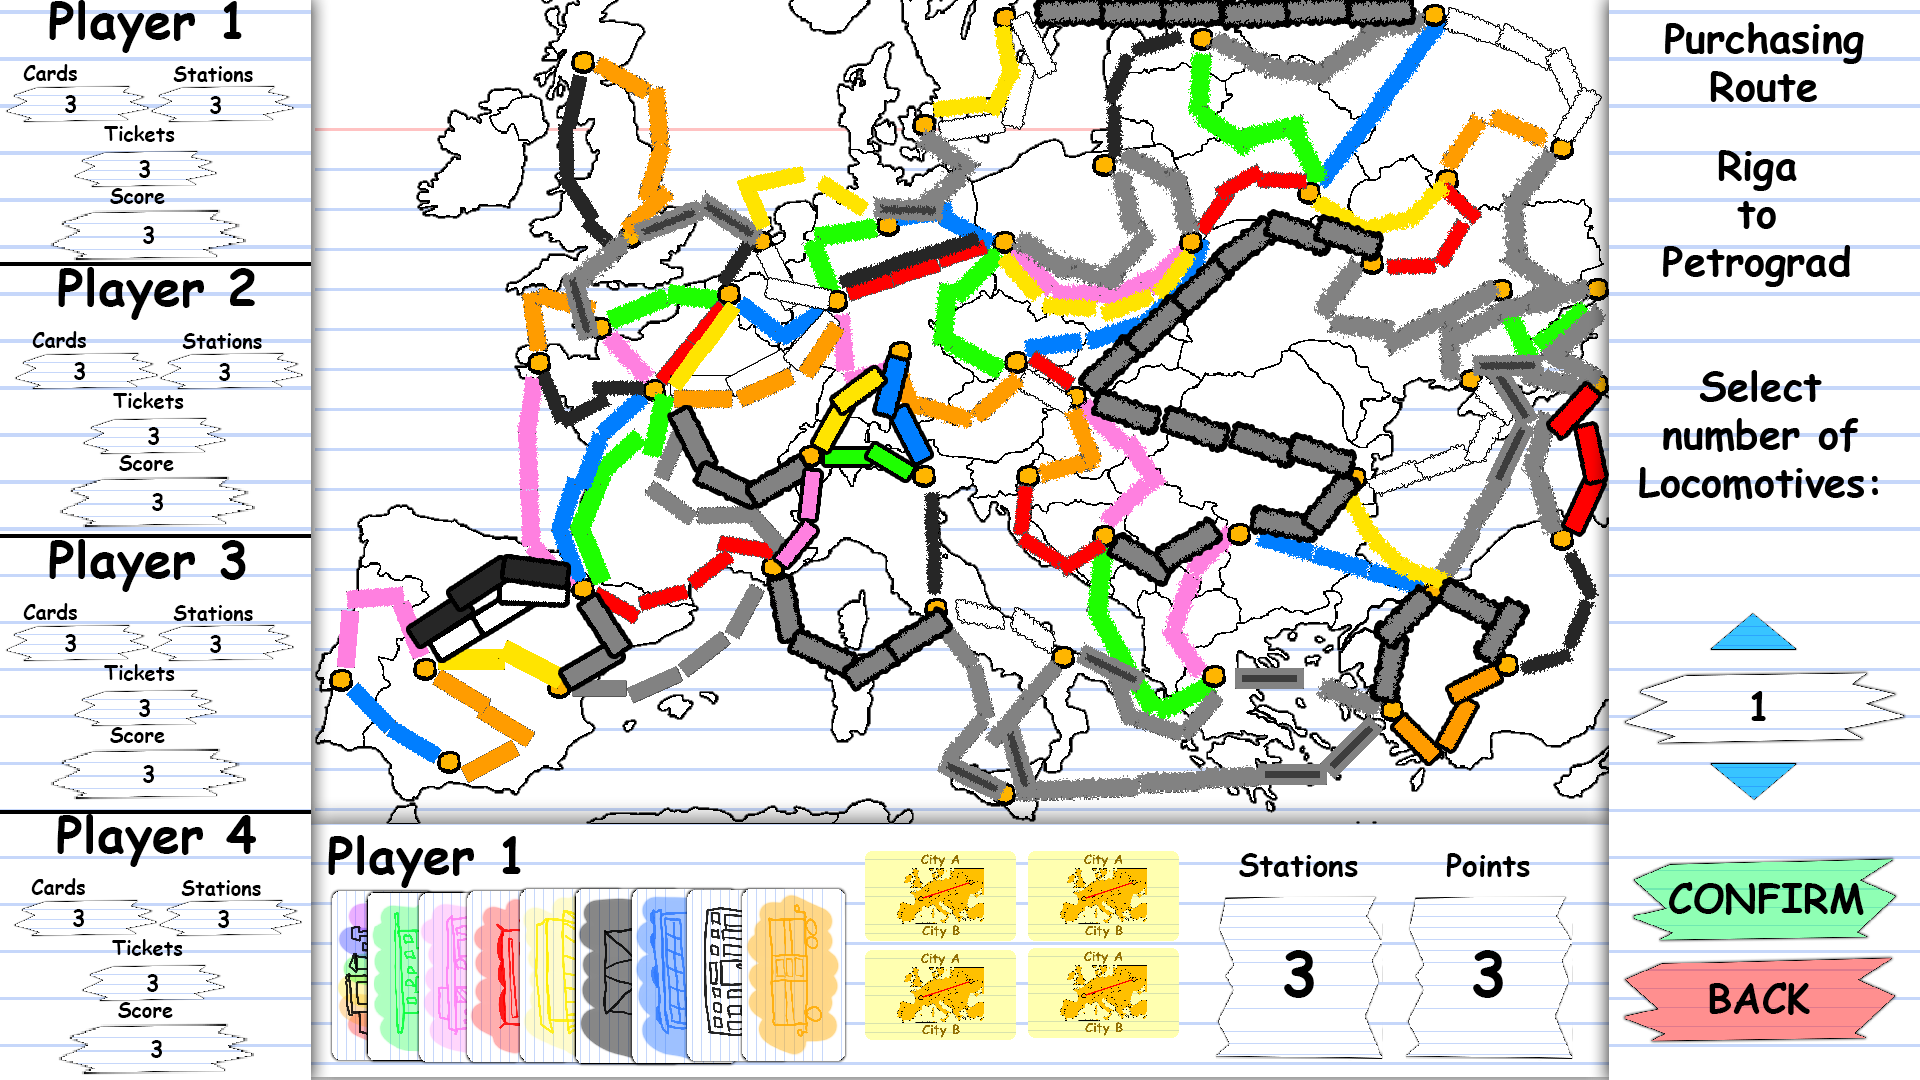 Player 1
Cards
Stations
3
3
Tickets
3
Score
3
Player 2
Cards
Stations
3
3
Tickets
3
Score
3
Player 3
Cards
Stations
3
3
Tickets
3
Score
3
Player 4
Cards
Stations
3
3
Tickets
3
Score
3
Player 1
City A
City B
City A
City B
City A
City B
City A
City B
Stations
3
Points
3
Purchasing
Route
Riga
to
Petrograd
Select
number of
Locomotives:
1
CONFIRM
BACK